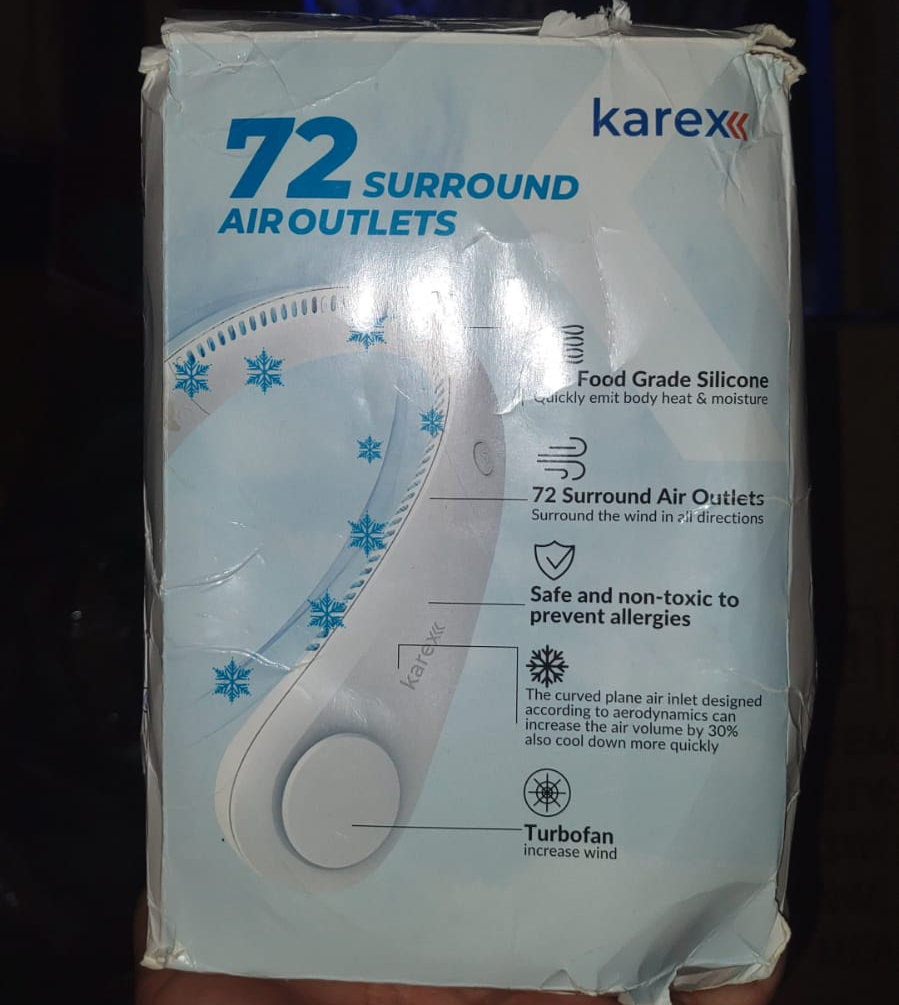 karex
72 SURROUND
AIR OUTLETS
Food Grade Silicone
Quickly emit body heat & moisture
72 Surround Air Outlets
Surround the wind in all directions
Safe and non-toxic to
prevent allergies
karex
The curved plane air inlet designed
according to aerodynamics can
increase the air volume by 30%
also cool down more quickly
Turbofan
increase wind